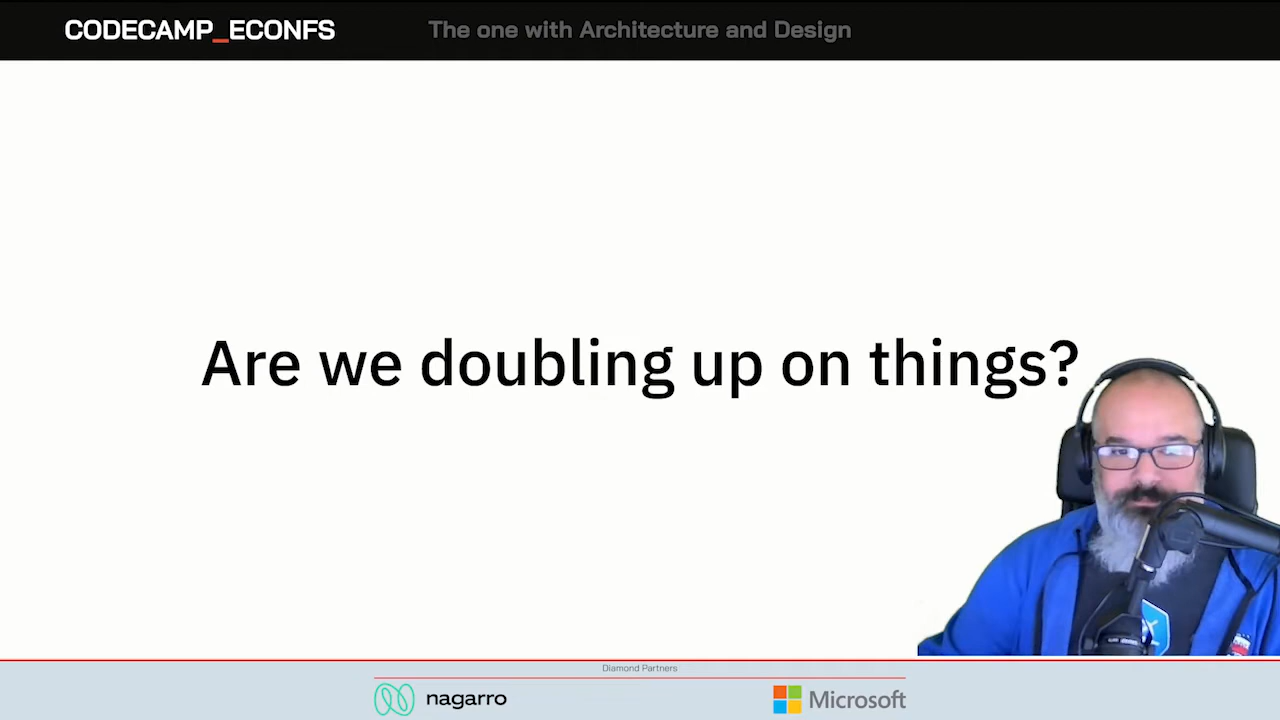 CODECAMP_ECONFS
The one with Architecture and Design
Are we doubling up on things?
Diamond Partners
nagarro
Microsoft